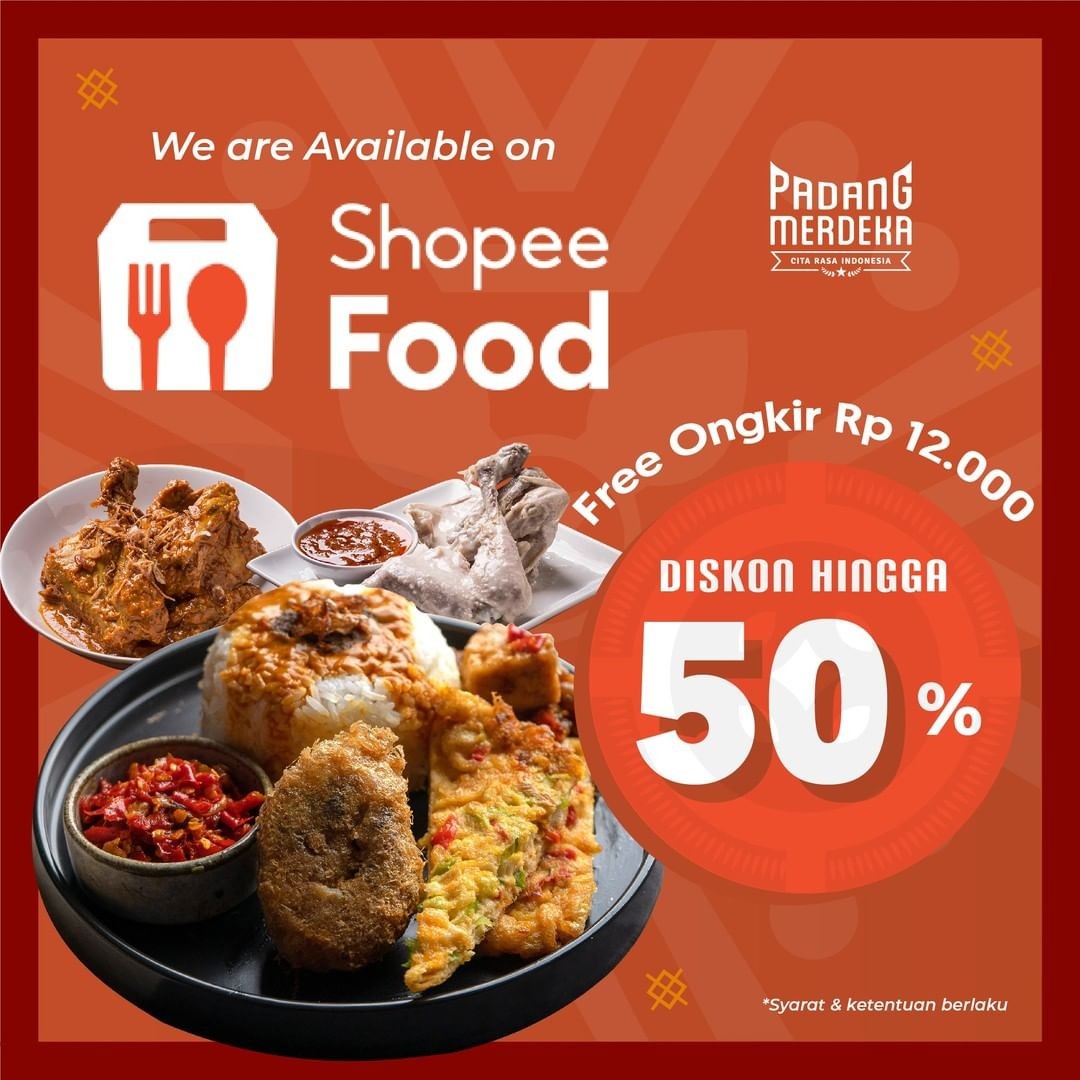 We are Available on
Shopee
Food
PADANG
MERDEKA
CITA RASA INDONESIA
Free Ongkir Rp 12.000
DISKON HINGGA
50 %
*Syarat & ketentuan berlaku